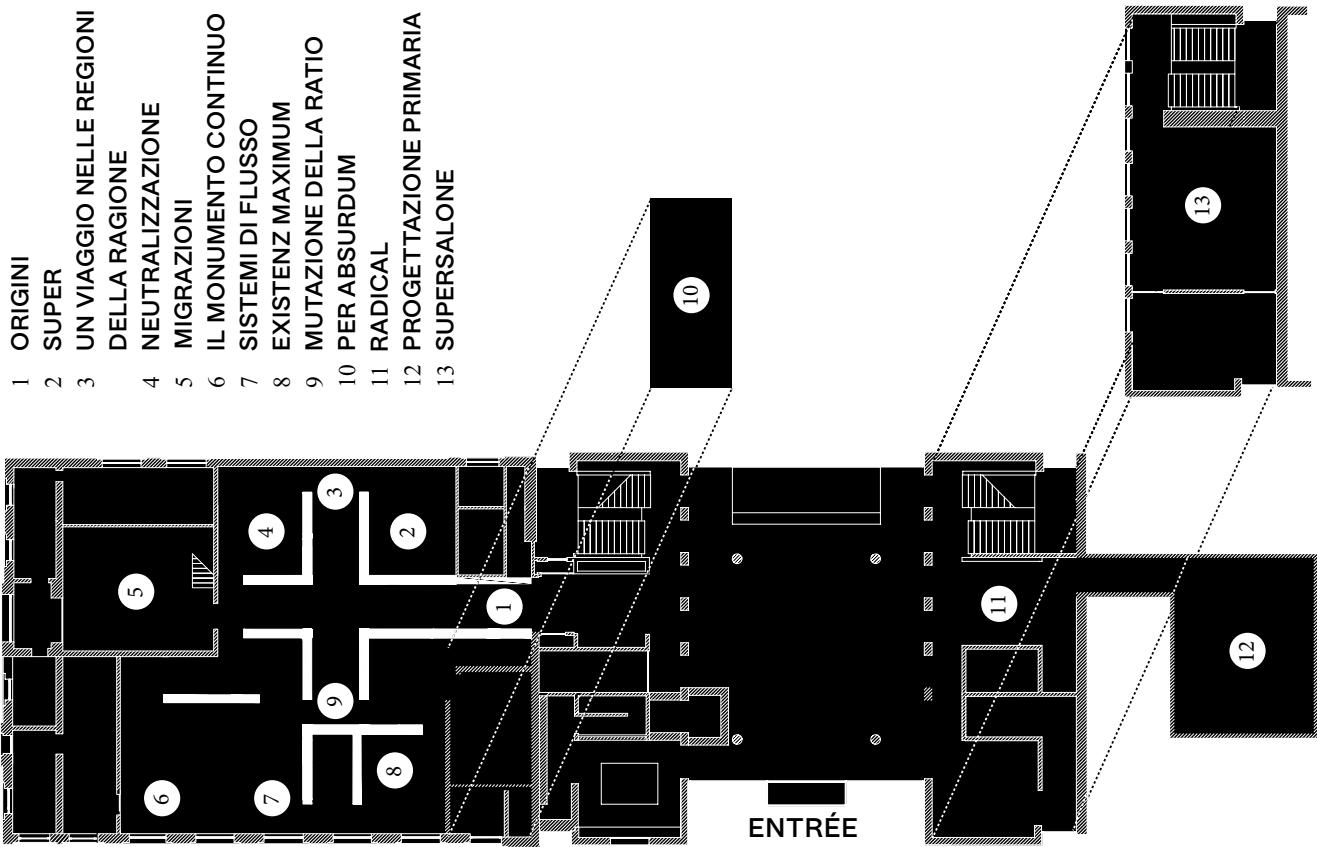 1 ORIGINI
2 SUPER
3 UN VIAGGIO NELLE REGIONI
DELLA RAGIONE
4 NEUTRALIZZAZIONE
5 MIGRAZIONI
6 IL MONUMENTO CONTINUO
7 SISTEMI DI FLUSSO
8 EXISTENZ MAXIMUM
9 MUTAZIONE DELLA RATIO
10 PER ABSURDUM
11 RADICAL
12 PROGETTAZIONE PRIMARIA
13 SUPERSALONE
13
10
3
4
2
5
1
11
12
9
8
6
7
ENTRÉE